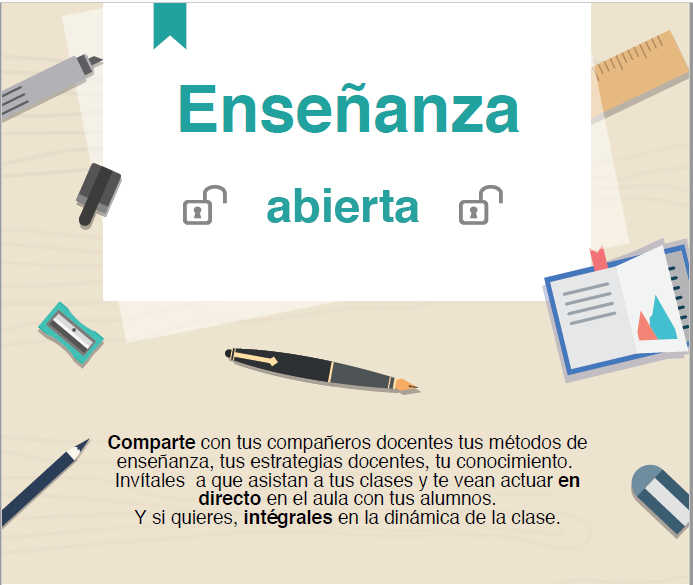 Enseñanza
abierta
Comparte con tus compañeros docentes tus métodos de
enseñanza, tus estrategias docentes, tu conocimiento.
Invítales a que asistan a tus clases y te vean actuar en
directo en el aula con tus alumnos.
Y si quieres, intégrales en la dinámica de la clase.